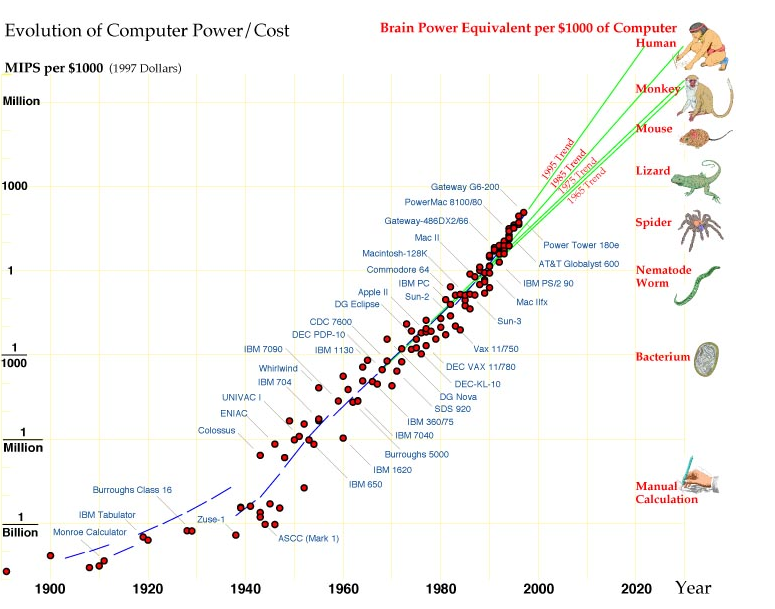 Evolution of Computer Power/Cost
Brain Power Equivalent per $1000 of Computer
Human
MIPS per $1000 (1997 Dollars)
Monkey
Million
Mouse
1995 Trend
1985 Trend
1975 Trend
1965 Trend
Lizard
1000
Gateway G6-200
PowerMac 8100/80
Gateway-486DX2/66
Spider
Mac II
Power Tower 180e
Macintosh-128K
AT&T Globalyst 600
1
Commodore 64
Nematode
Worm
IBM PC
IBM PS/2 90
Apple II
Sun-2
Mac IIfx
DG Eclipse
CDC 7600
Sun-3
DEC PDP-10
IBM 7090
IBM 1130
Vax 11/750
1
1000
Bacterium
Whirlwind
DEC VAX 11/780
IBM 704
DEC-KL-10
UNIVAC I
DG Nova
SDS 920
ENIAC
IBM 360/75
Colossus
IBM 7040
1
Million
Burroughs 5000
IBM 1620
IBM 650
Manual
Calculation
Burroughs Class 16
IBM Tabulator
Zuse-1
1
Billion
Monroe Calculator
ASCC (Mark 1)
1900
1920
1940
1960
1980
2000
2020
Year